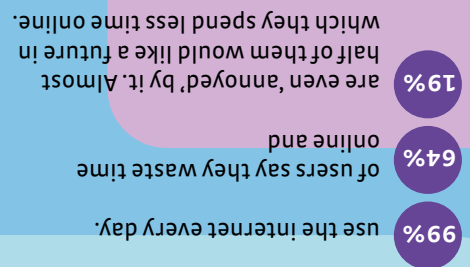 99% use the internet every day.
64% of users say they waste time
online and
19% are even 'annoyed' by it. Almost
half of them would like a future in
which they spend less time online.